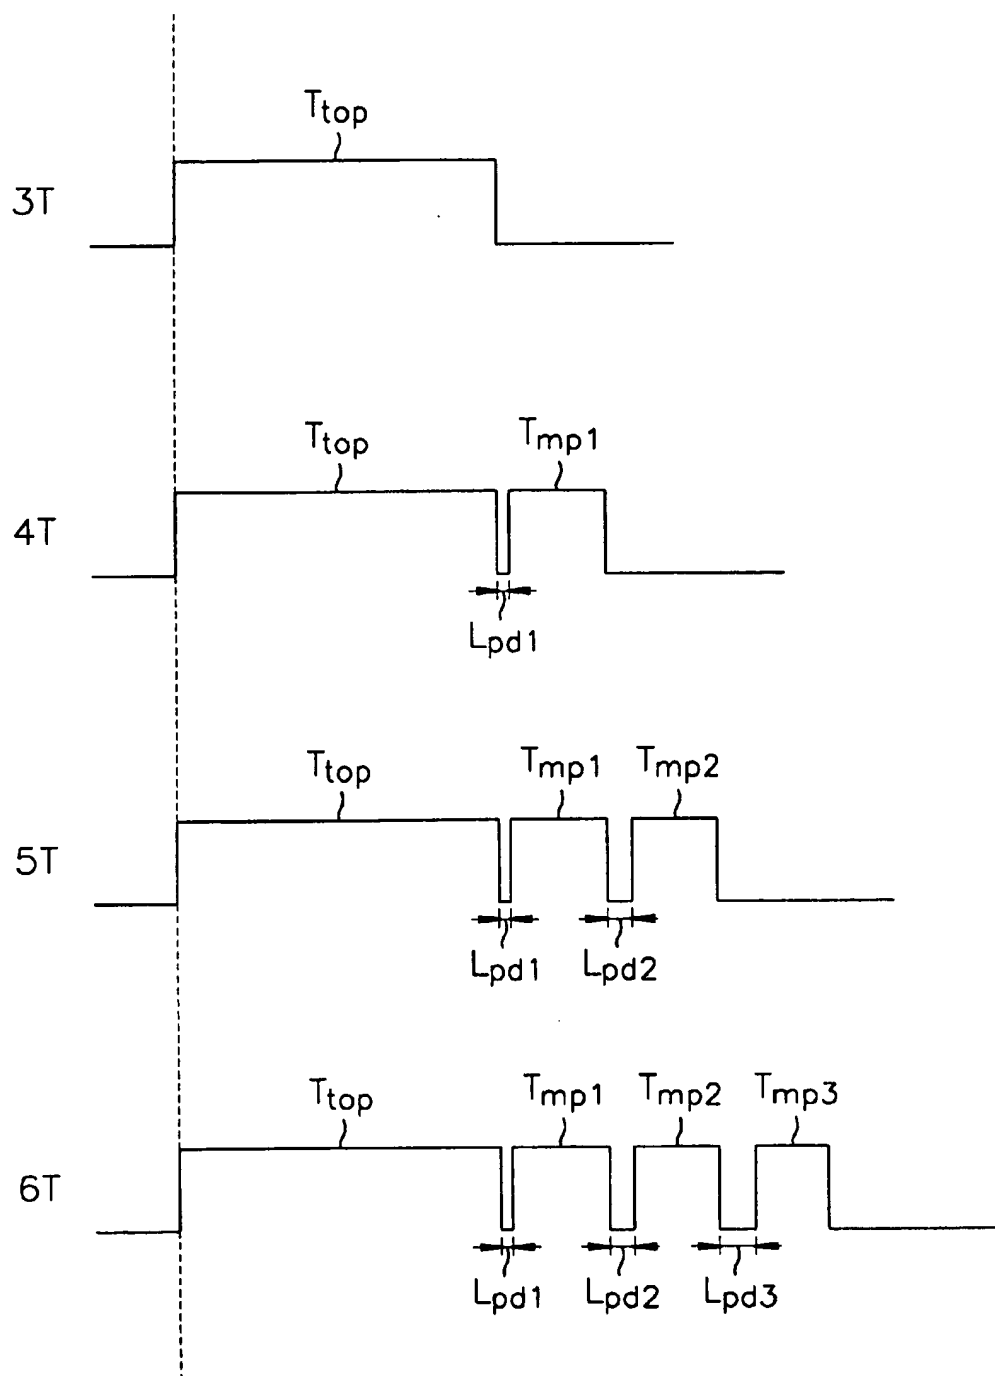 Ttop
3T
Ttop Tmp1
4T
Lpd1
Ttop Tmp1 Tmp2
5T
Lpd1 Lpd2
Ttop Tmp1 Tmp2 Tmp3
6T
Lpd1 Lpd2 Lpd3